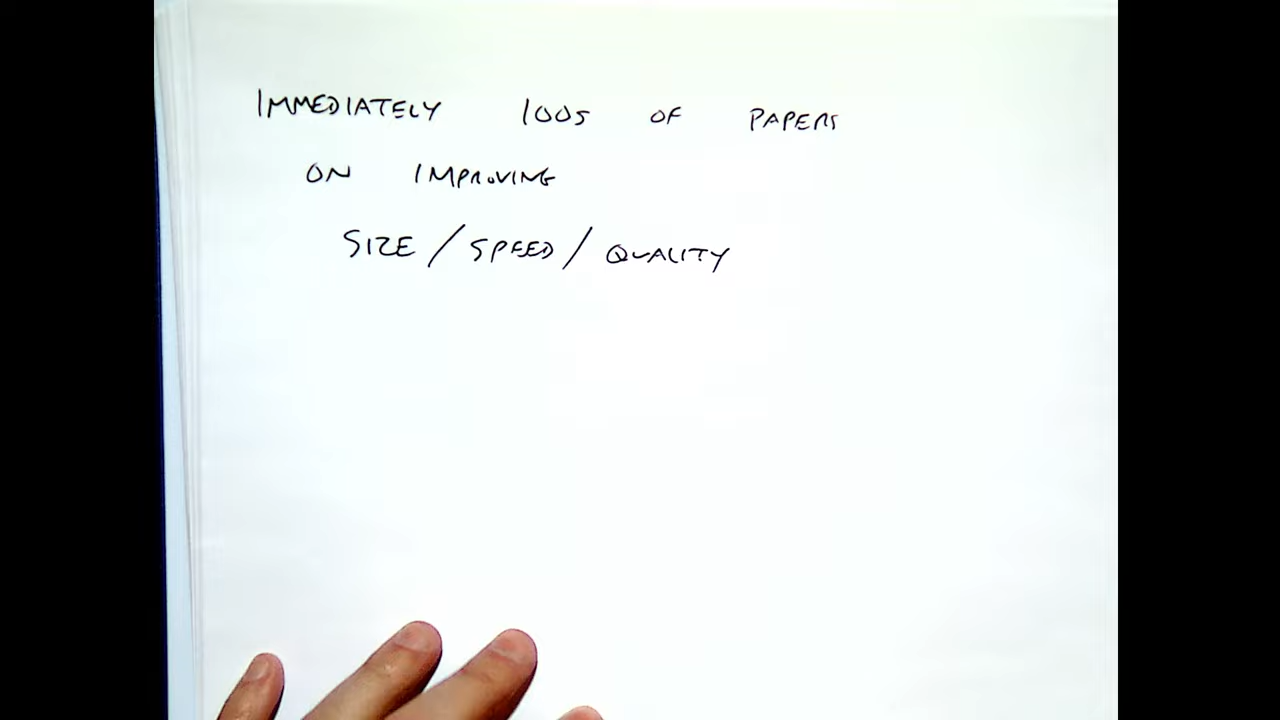 IMMEDIATELY 100s OF PAPERS
ON IMPROVING
SIZE / SPEED / QUALITY